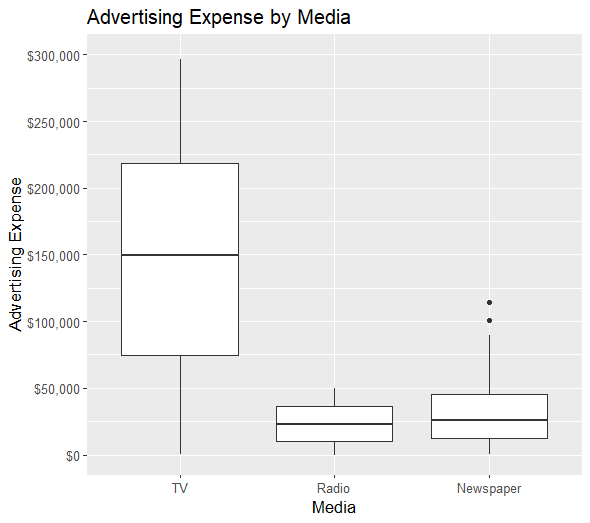 Advertising Expense by Media
Advertising Expense
$300,000
$250,000
$200,000
$150,000
$100,000
$50,000
$0
TV
Radio
Newspaper
Media